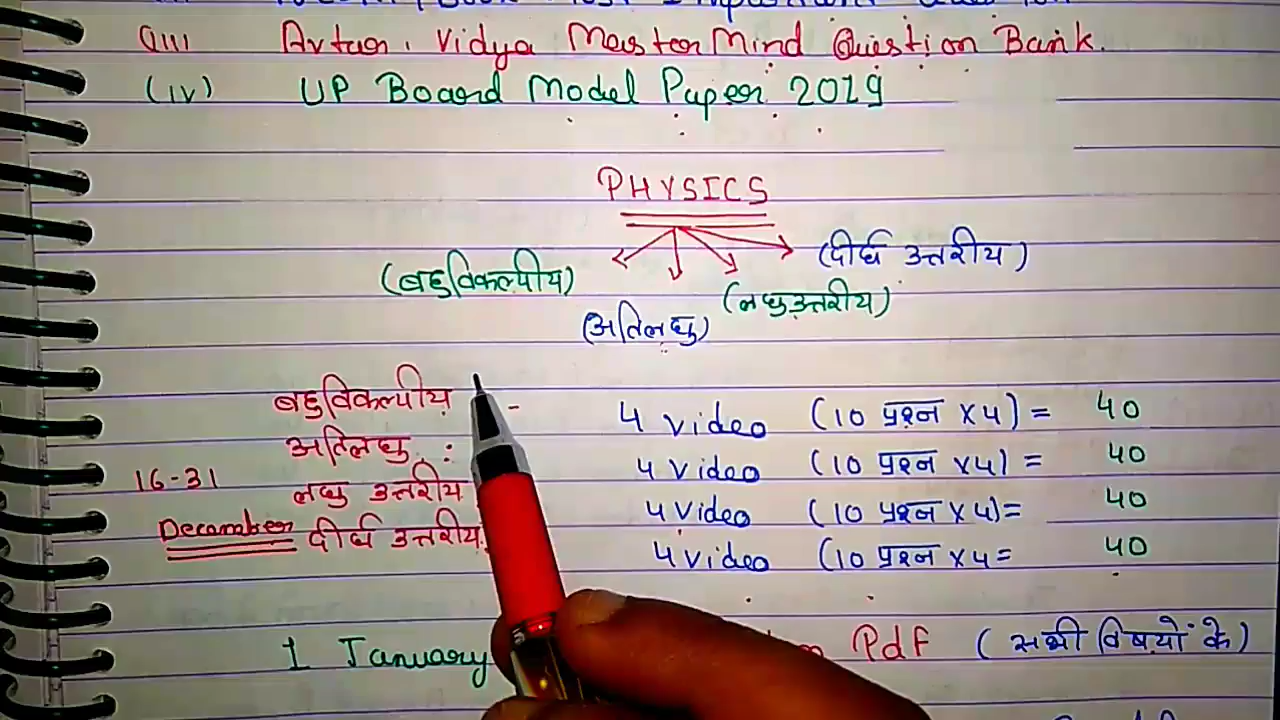 Important
(III) Arton. Vidya MasterMind Question Bank.
(iv) UP Board Model Paper 2019
PHYSICS
(दीर्घ उत्तरीय)
(बहुविकल्पीय)
(लघुउत्तरीय)
(अतिलघु)
बहुविकल्पीय - 4 video (10 प्रश्न x4) = 40
अतिलघु : 4 video (10 प्रश्न x4) = 40
16-31 लघु उत्तरीय 4 video (10 प्रश्न x4)= 40
Decamber दीर्घ उत्तरीय. 4 video (10 प्रश्न x4= 40
1 January Pdf (सभी विषयों के)